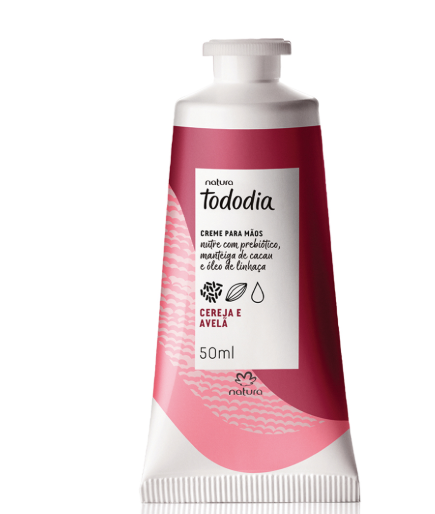 natura
Tododia
CREME PARA MÃOS
nutre com prebiótico,
manteiga de cacau
e óleo de linhaça
CEREJA E
AVELÃ
50ml
natura